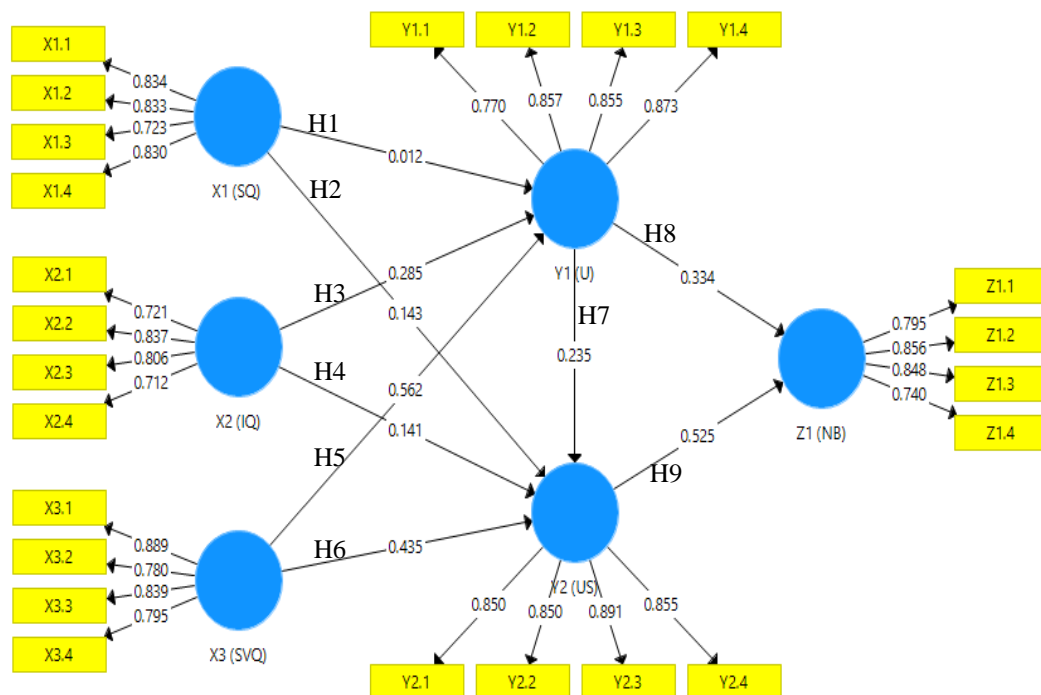 Y1.1 Y1.2 Y1.3 Y1.4
X1.1
X1.2
X1.3
X1.4
0.834
0.833
0.723
0.830
X1 (SQ)
0.770
0.857
0.855
0.873
H1
0.012
H2
0.143
Y1 (U)
X2.1
X2.2
X2.3
X2.4
0.721
0.837
0.806
0.712
X2 (IQ)
H3
0.285
H4
0.141
H5
0.562
H6
0.435
H7
0.235
H8
0.334
H9
0.525
Z1.1
Z1.2
Z1.3
Z1.4
0.795
0.856
0.848
0.740
Z1 (NB)
X3.1
X3.2
X3.3
X3.4
0.889
0.780
0.839
0.795
X3 (SVQ)
Y2 (US)
0.850
0.850
0.891
0.855
Y2.1 Y2.2 Y2.3 Y2.4